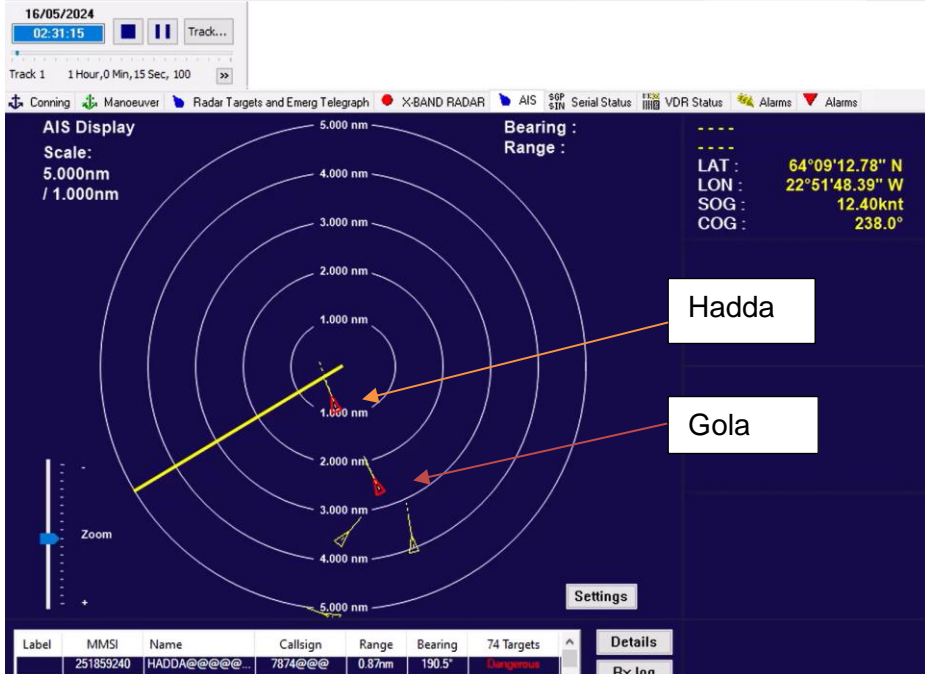 16/05/2024
02:31:15
Track...
Track 1 1 Hour,0 Min,15 Sec, 100 »
Conning Manoeuver Radar Targets and Emerg Telegraph X-BAND RADAR AIS Serial Status VDR Status Alarms Alarms
AIS Display
Scale:
5.000nm
/ 1.000nm
5.000 nm
4.000 nm
3.000 nm
2.000 nm
1.000 nm
1.000 nm
2.000 nm
3.000 nm
4.000 nm
5.000 nm
Bearing :
Range :
- - - -
- - - -
LAT : 64°09'12.78" N
LON : 22°51'48.39" W
SOG : 12.40knt
COG : 238.0°
Hadda
Gola
-
Zoom
+
Settings
Label MMSI Name Callsign Range Bearing 74 Targets
251859240 HADDA@@@@@... 7874@@@ 0.87nm 190.5° Dangerous
Details
Rx log